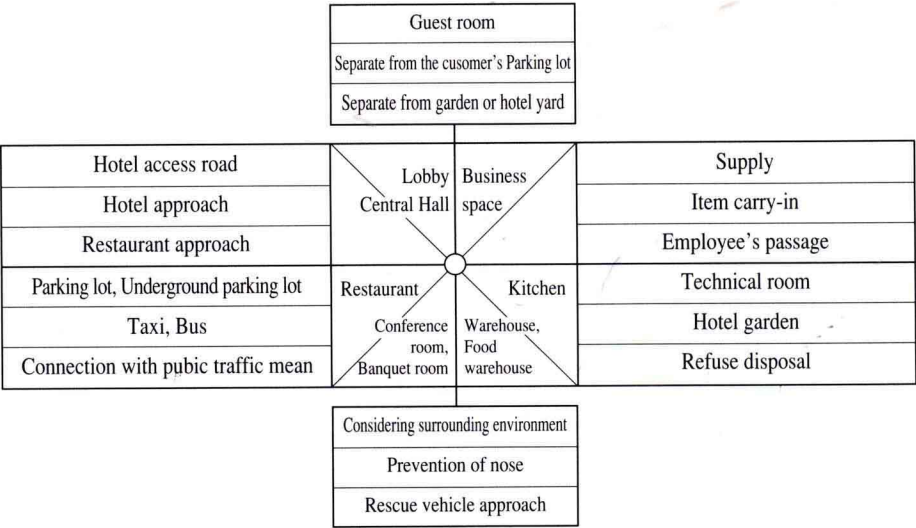 Guest room
Separate from the cusomer's Parking lot
Separate from garden or hotel yard
Hotel access road
Hotel approach
Restaurant approach
Parking lot, Underground parking lot
Taxi, Bus
Connection with pubic traffic mean
Lobby
Central Hall
Business
space
Restaurant
Conference
room,
Banquet room
Kitchen
Warehouse,
Food
warehouse
Supply
Item carry-in
Employee's passage
Technical room
Hotel garden
Refuse disposal
Considering surrounding environment
Prevention of nose
Rescue vehicle approach